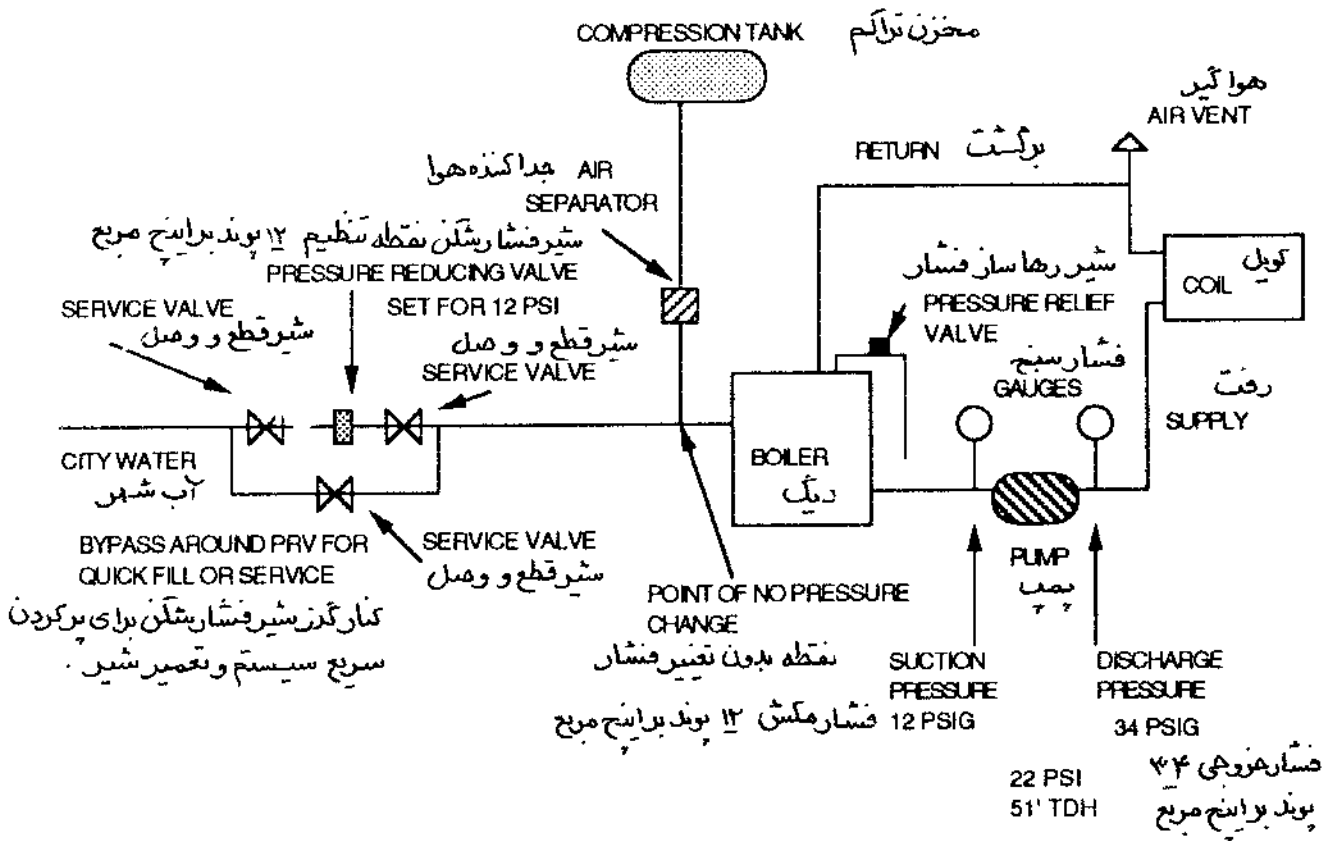 COMPRESSION TANK
مخزن تراکم
هوا گیر
AIR VENT
RETURN
برگشت
جدا کننده هوا
AIR
SEPARATOR
شیر فشار شکن نقطه تنظیم ۱۲ پوند بر اینچ مربع
PRESSURE REDUCING VALVE
SET FOR 12 PSI
SERVICE VALVE
شیر قطع و وصل
شیر قطع و وصل
SERVICE VALVE
شیر رها ساز فشار
PRESSURE RELIEF
VALVE
کویل
COIL
فشار سنج
GAUGES
رفت
SUPPLY
CITY WATER
آب شهر
BOILER
دیگ
BYPASS AROUND PRV FOR
QUICK FILL OR SERVICE
کنار گذر شیر فشار شکن برای پر کردن
سریع سیستم و تعمیر شیر .
SERVICE VALVE
شیر قطع و وصل
POINT OF NO PRESSURE
CHANGE
نقطه بدون تغییر فشار
PUMP
پمپ
SUCTION
PRESSURE
12 PSIG
فشار مکش ۱۲ پوند بر اینچ مربع
DISCHARGE
PRESSURE
34 PSIG
فشار خروجی ۳۴
پوند بر اینچ مربع
22 PSI
51' TDH